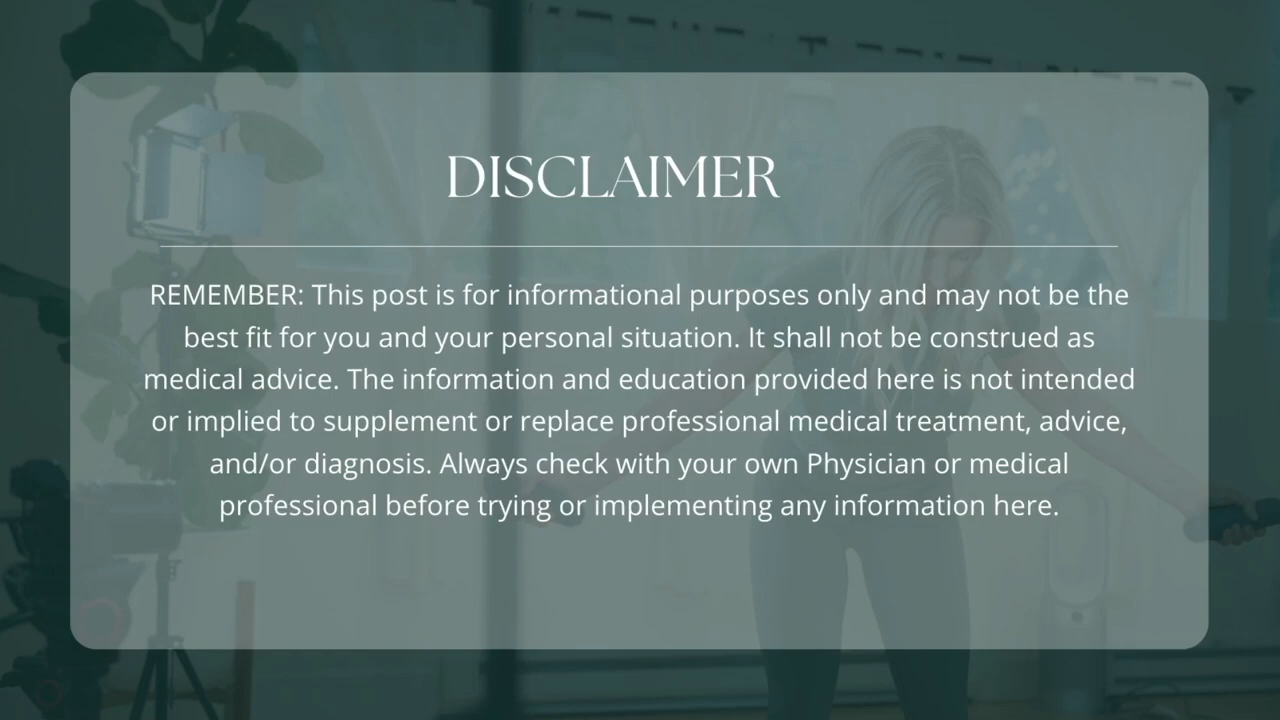 DISCLAIMER
REMEMBER: This post is for informational purposes only and may not be the
best fit for you and your personal situation. It shall not be construed as
medical advice. The information and education provided here is not intended
or implied to supplement or replace professional medical treatment, advice,
and/or diagnosis. Always check with your own Physician or medical
professional before trying or implementing any information here.